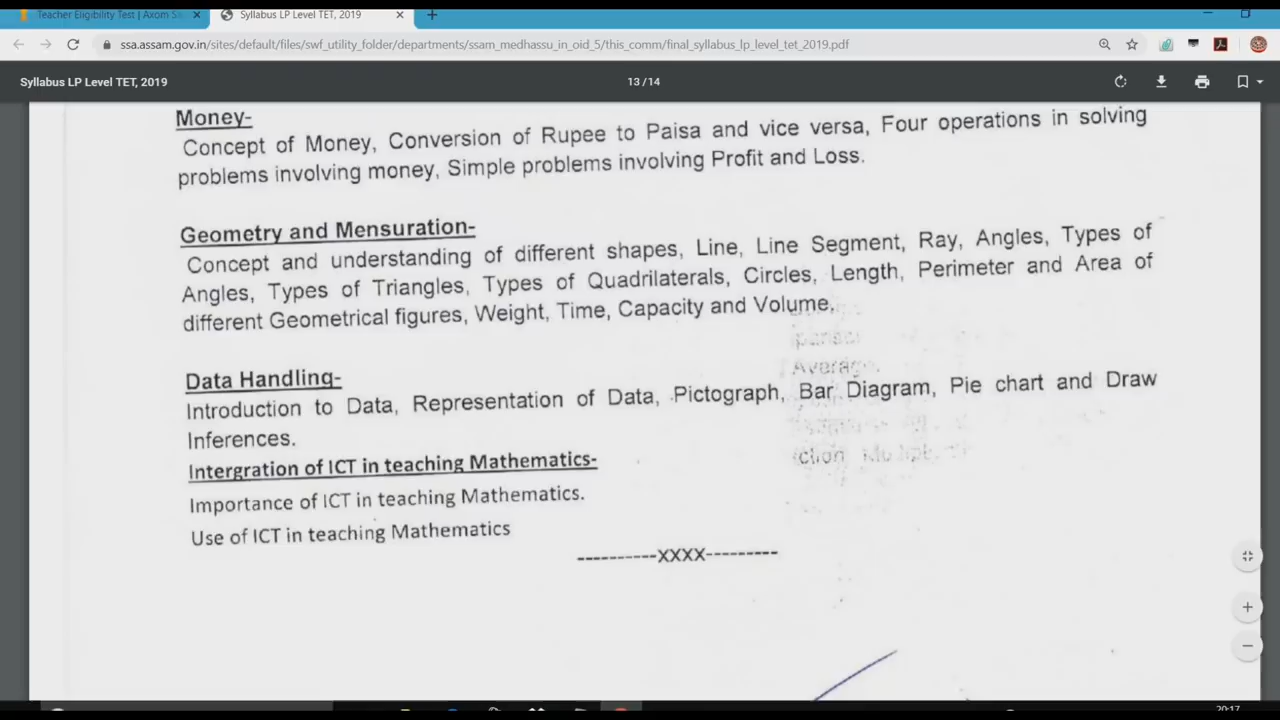 Teacher Eligibility Test | Axom
Syllabus LP Level TET, 2019
ssa.assam.gov.in/sites/default/files/swf_utility_folder/departments/ssam_medhassu_in_oid_5/this_comm/final_syllabus_lp_level_tet_2019.pdf
Syllabus LP Level TET, 2019
13 / 14
Money-
Concept of Money, Conversion of Rupee to Paisa and vice versa, Four operations in solving
problems involving money, Simple problems involving Profit and Loss.
Geometry and Mensuration-
Concept and understanding of different shapes, Line, Line Segment, Ray, Angles, Types of
Angles, Types of Triangles, Types of Quadrilaterals, Circles, Length, Perimeter and Area of
different Geometrical figures, Weight, Time, Capacity and Volume.
Average.
Data Handling-
Introduction to Data, Representation of Data, Pictograph, Bar Diagram, Pie chart and Draw
Inferences.
Intergration of ICT in teaching Mathematics-
Importance of ICT in teaching Mathematics.
Use of ICT in teaching Mathematics
----------XXXX---------
20:17